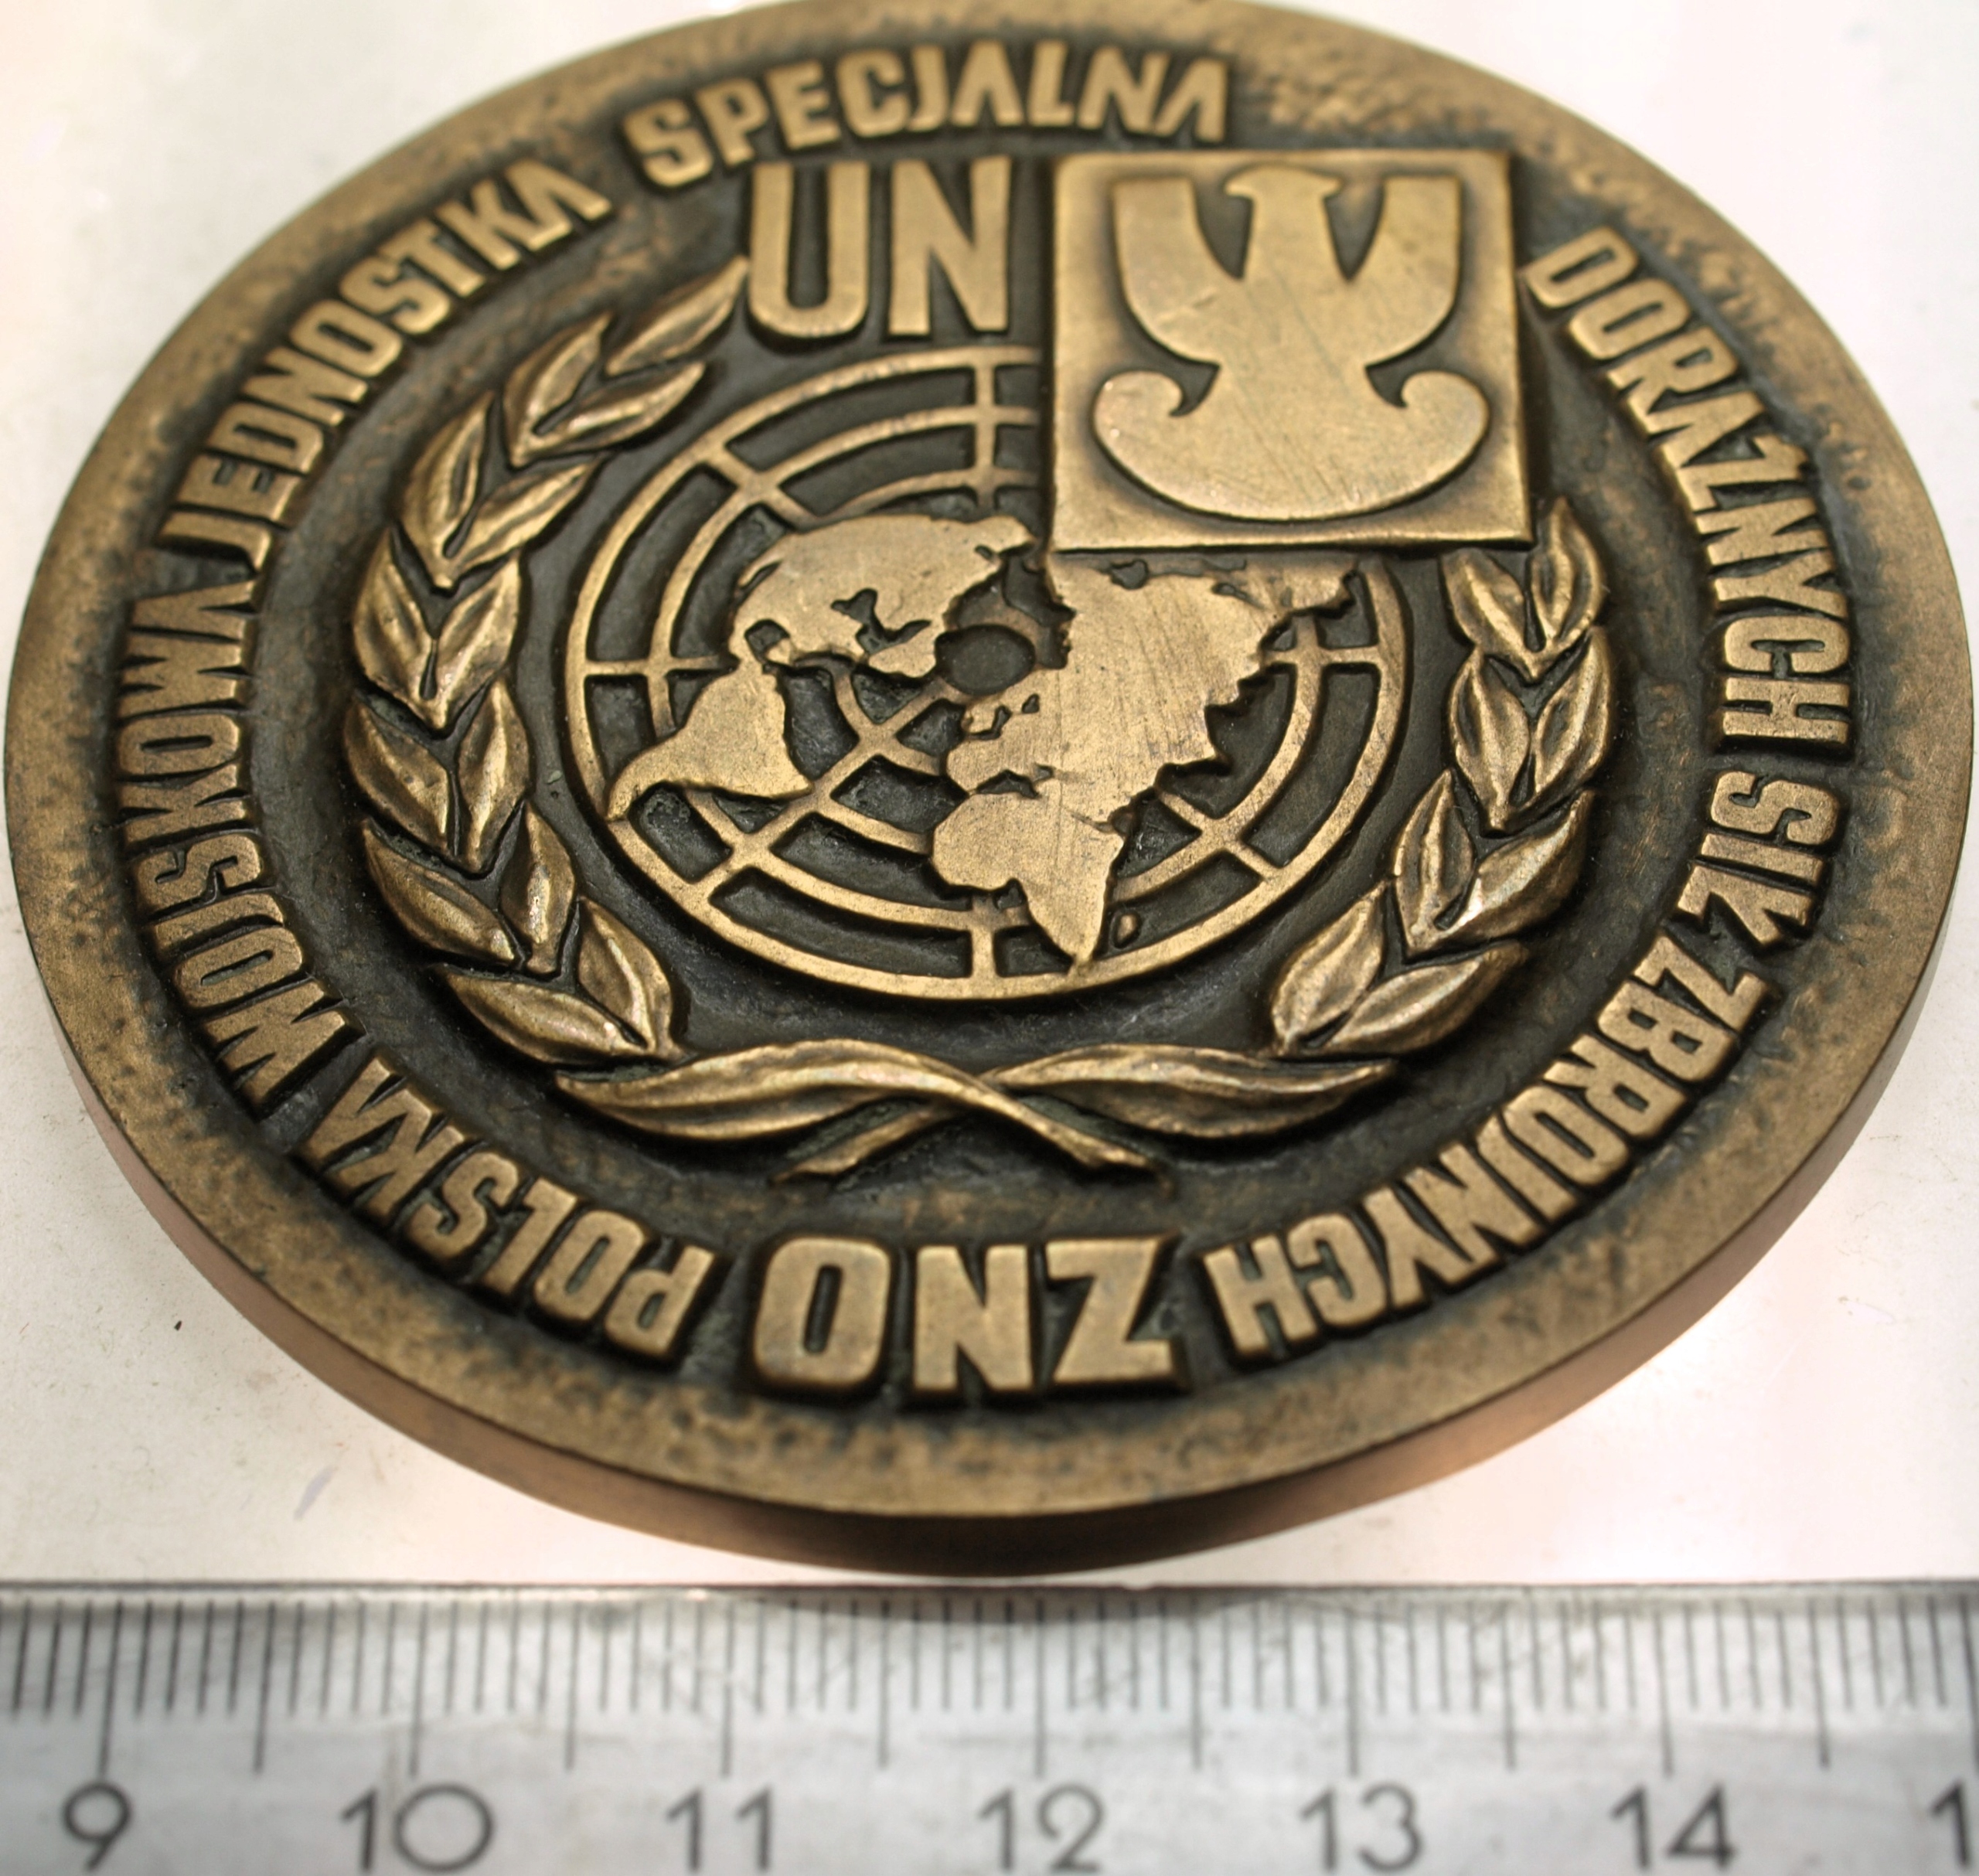 POLSKA WOJSKOWA JEDNOSTKA SPECJALNA
DORAŹNYCH SIŁ ZBROJNYCH
ONZ
UN
9 10 11 12 13 14